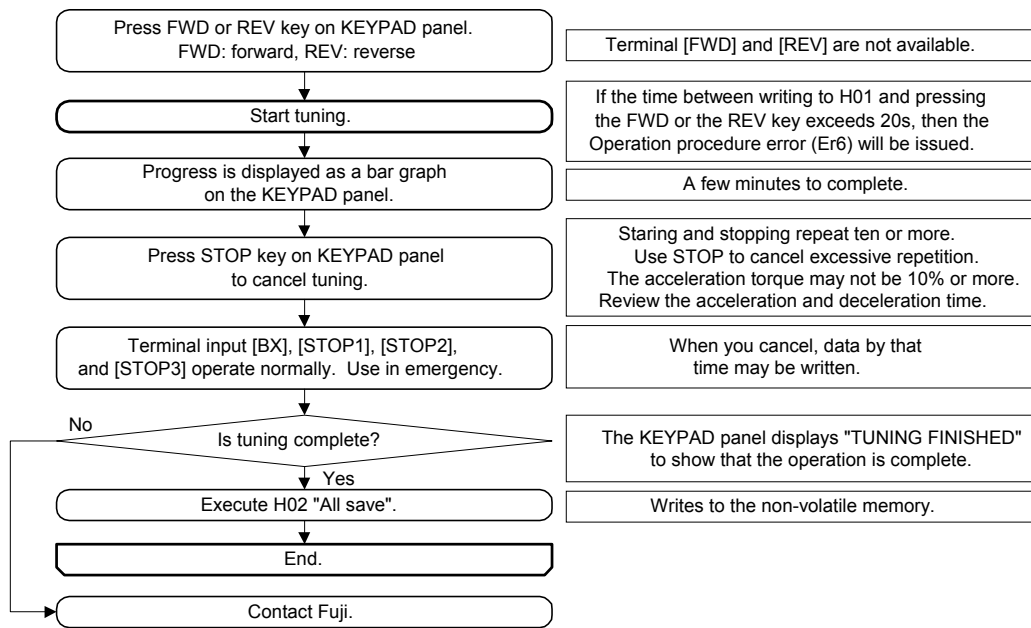 Press FWD or REV key on KEYPAD panel.
FWD: forward, REV: reverse
Terminal [FWD] and [REV] are not available.
Start tuning.
If the time between writing to H01 and pressing
the FWD or the REV key exceeds 20s, then the
Operation procedure error (Er6) will be issued.
Progress is displayed as a bar graph
on the KEYPAD panel.
A few minutes to complete.
Press STOP key on KEYPAD panel
to cancel tuning.
Staring and stopping repeat ten or more.
Use STOP to cancel excessive repetition.
The acceleration torque may not be 10% or more.
Review the acceleration and deceleration time.
Terminal input [BX], [STOP1], [STOP2],
and [STOP3] operate normally.  Use in emergency.
When you cancel, data by that
time may be written.
No
Is tuning complete?
The KEYPAD panel displays "TUNING FINISHED"
to show that the operation is complete.
Yes
Execute H02 "All save".
Writes to the non-volatile memory.
End.
Contact Fuji.